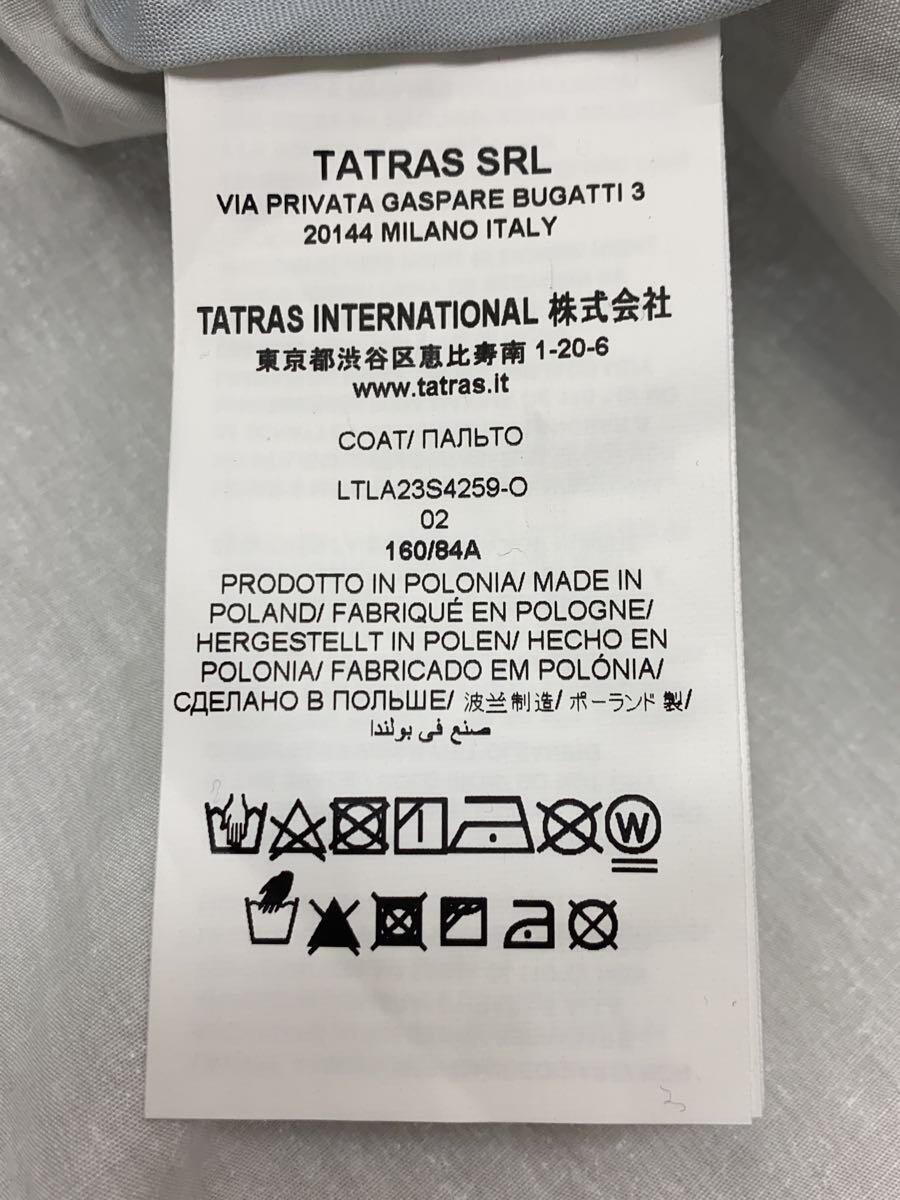 TATRAS SRL
VIA PRIVATA GASPARE BUGATTI 3
20144 MILANO ITALY
TATRAS INTERNATIONAL 株式会社
東京都渋谷区恵比寿南 1-20-6
www.tatras.it
COAT/ ПАЛЬТО
LTLA23S4259-O
02
160/84A
PRODOTTO IN POLONIA/ MADE IN
POLAND/ FABRIQUÉ EN POLOGNE/
HERGESTELLT IN POLEN/ HECHO EN
POLONIA/ FABRICADO EM POLÓNIA/
СДЕЛАНО В ПОЛЬШЕ/ 波兰制造/ ポーランド 製/
صنع في بولندا
W